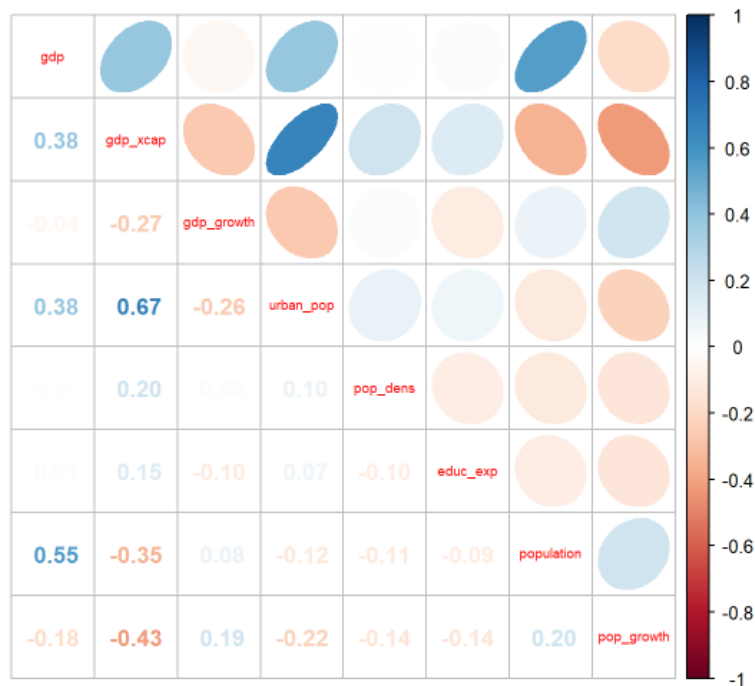 gdp
0.38 gdp_xcap
-0.04 -0.27 gdp_growth
0.38 0.67 -0.26 urban_pop
0.20 0.02 0.10 pop_dens
0.01 0.15 -0.10 0.07 -0.10 educ_exp
0.55 -0.35 0.08 -0.12 -0.11 -0.09 population
-0.18 -0.43 0.19 -0.22 -0.14 -0.14 0.20 pop_growth
1
0.8
0.6
0.4
0.2
0
-0.2
-0.4
-0.6
-0.8
-1